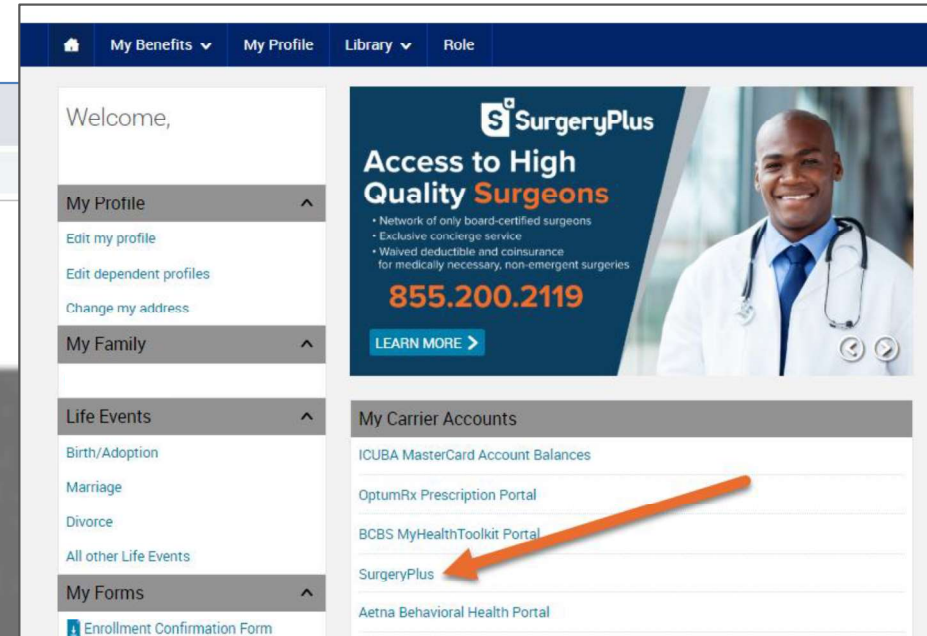 My Benefits
My Profile
Library
Role
Welcome,
My Profile
Edit my profile
Edit dependent profiles
Change my address
My Family
Life Events
Birth/Adoption
Marriage
Divorce
All other Life Events
My Forms
Enrollment Confirmation Form
S SurgeryPlus
Access to High
Quality Surgeons
• Network of only board-certified surgeons
• Exclusive concierge service
• Waived deductible and coinsurance
for medically necessary, non-emergent surgeries
855.200.2119
LEARN MORE
My Carrier Accounts
ICUBA MasterCard Account Balances
OptumRx Prescription Portal
BCBS MyHealthToolkit Portal
SurgeryPlus
Aetna Behavioral Health Portal